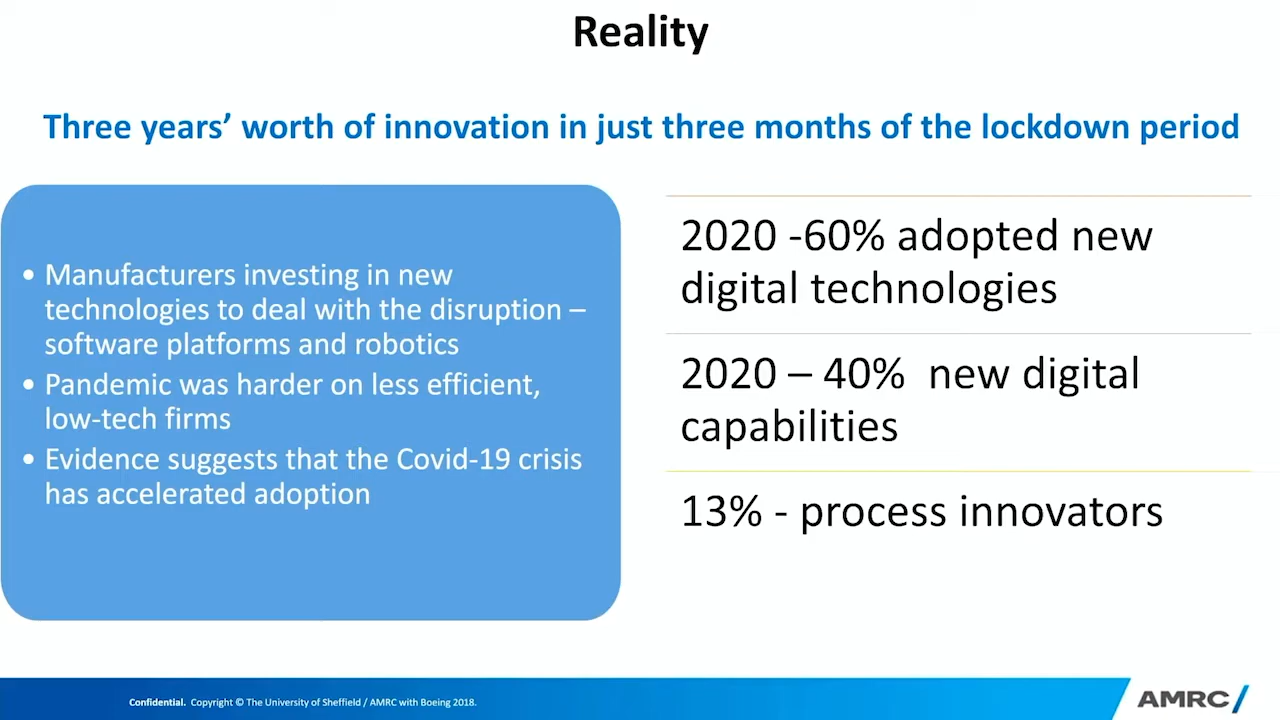 Reality
Three years’ worth of innovation in just three months of the lockdown period
• Manufacturers investing in new
technologies to deal with the disruption –
software platforms and robotics
• Pandemic was harder on less efficient,
low-tech firms
• Evidence suggests that the Covid-19 crisis
has accelerated adoption
2020 -60% adopted new
digital technologies
2020 – 40%  new digital
capabilities
13% - process innovators
Confidential. Copyright © The University of Sheffield / AMRC with Boeing 2018.
AMRC